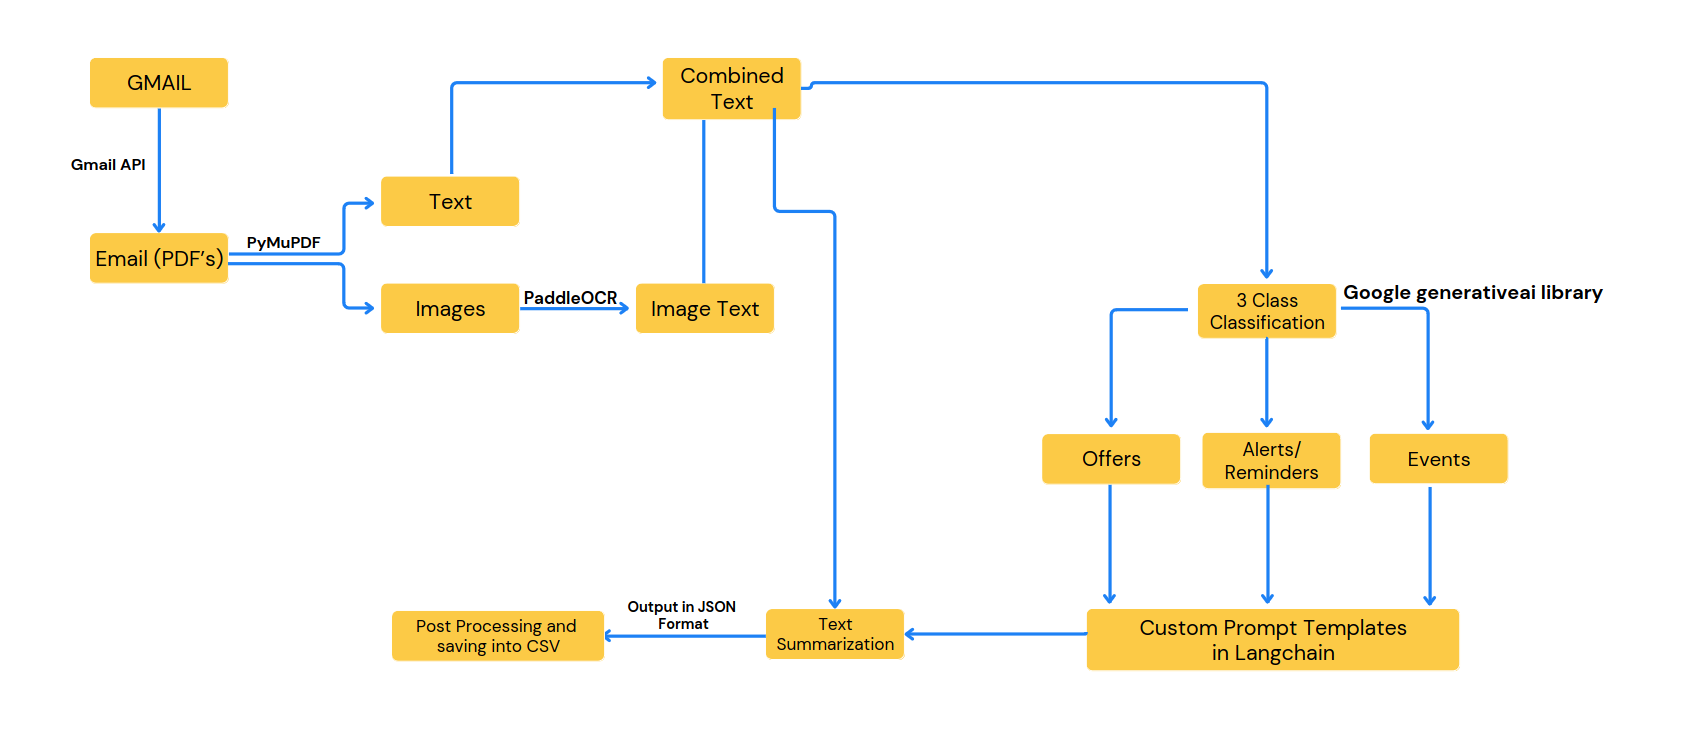 GMAIL
Combined
Text
Gmail API
Text
PyMuPDF
Email (PDF's)
Images
PaddleOCR
Image Text
3 Class
Classification
Google generativeai library
Offers
Alerts/
Reminders
Events
Custom Prompt Templates
in Langchain
Text
Summarization
Output in JSON
Format
Post Processing and
saving into CSV